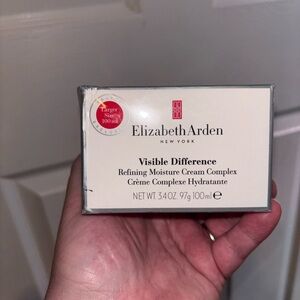 Larger
Size
100 ml
Elizabeth Arden
NEW YORK
Visible Difference
Refining Moisture Cream Complex
Crème Complexe Hydratante
NET WT. 3.4 OZ. 97g 100ml ℮